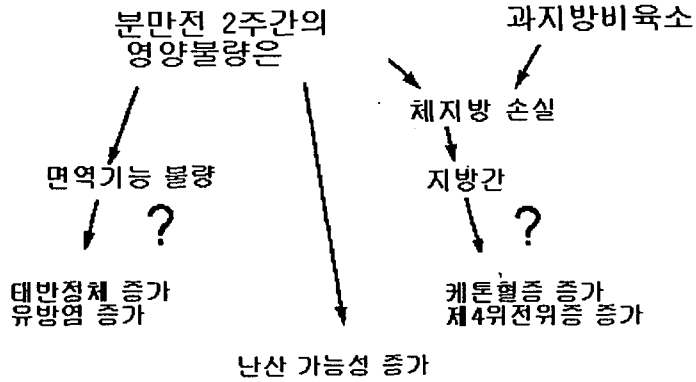 분만전 2주간의
영양불량은
과지방비육소
체지방 손실
면역기능 불량
지방간
?
?
태반정체 증가
유방염 증가
케톤혈증 증가
제4위전위증 증가
난산 가능성 증가